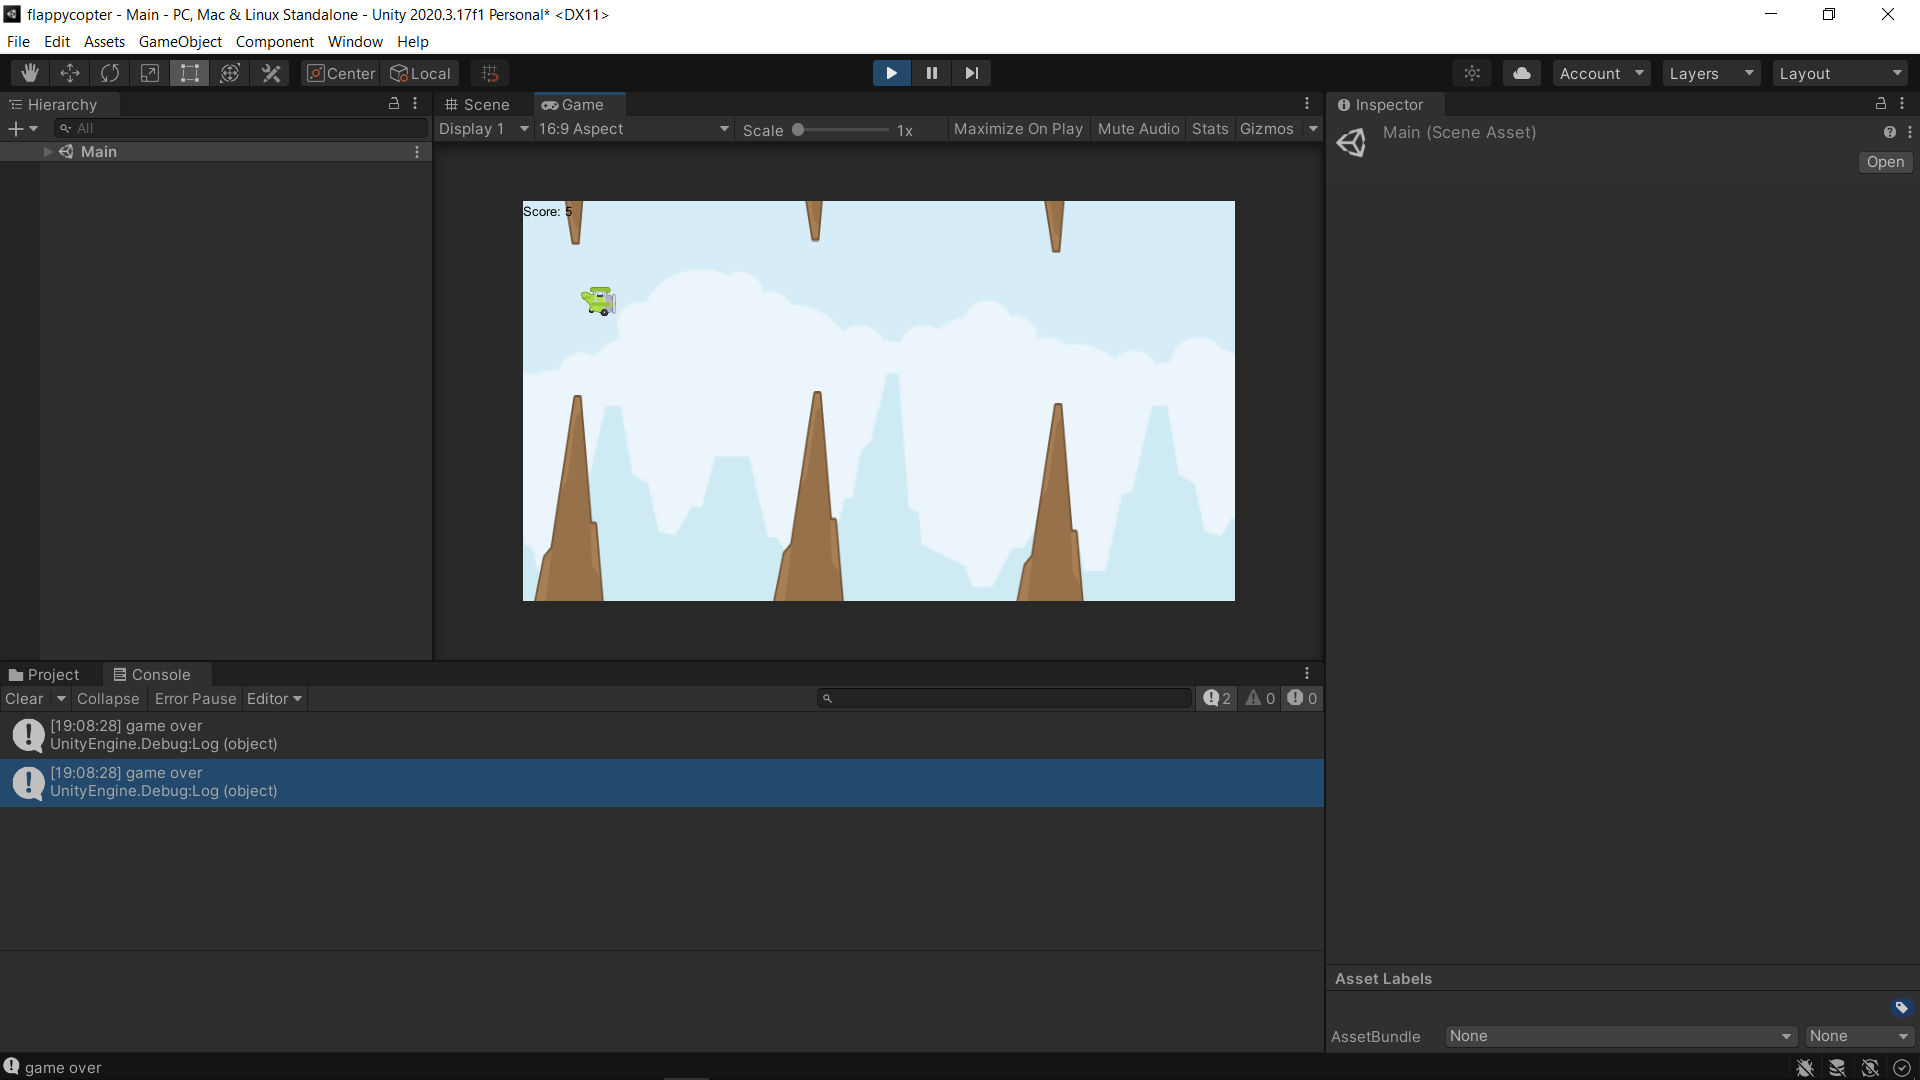 flappycopter - Main - PC, Mac & Linux Standalone - Unity 2020.3.17f1 Personal* <DX11>
File Edit Assets GameObject Component Window Help
Center Local Account Layers Layout
Hierarchy
All
Main
Scene Game
Display 1 16:9 Aspect Scale 1x Maximize On Play Mute Audio Stats Gizmos
Score: 5
Inspector
Main (Scene Asset)
Open
Project Console
Clear Collapse Error Pause Editor 2 0 0
[19:08:28] game over
UnityEngine.Debug:Log (object)
[19:08:28] game over
UnityEngine.Debug:Log (object)
Asset Labels
AssetBundle None None
game over